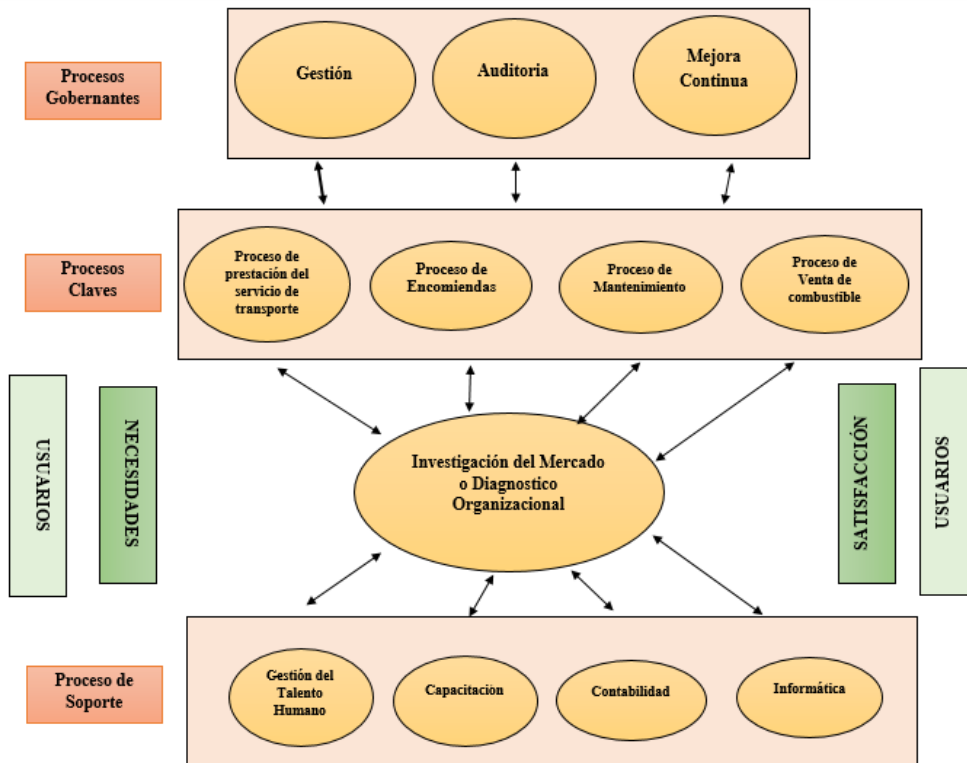 Procesos
Gobernantes
Gestión
Auditoria
Mejora
Continua
Procesos
Claves
Proceso de
prestación del
servicio de
transporte
Proceso de
Encomiendas
Proceso de
Mantenimiento
Proceso de
Venta de
combustible
USUARIOS
NECESIDADES
Investigación del Mercado
o Diagnostico
Organizacional
SATISFACCIÓN
USUARIOS
Proceso de
Soporte
Gestión del
Talento
Humano
Capacitación
Contabilidad
Informática